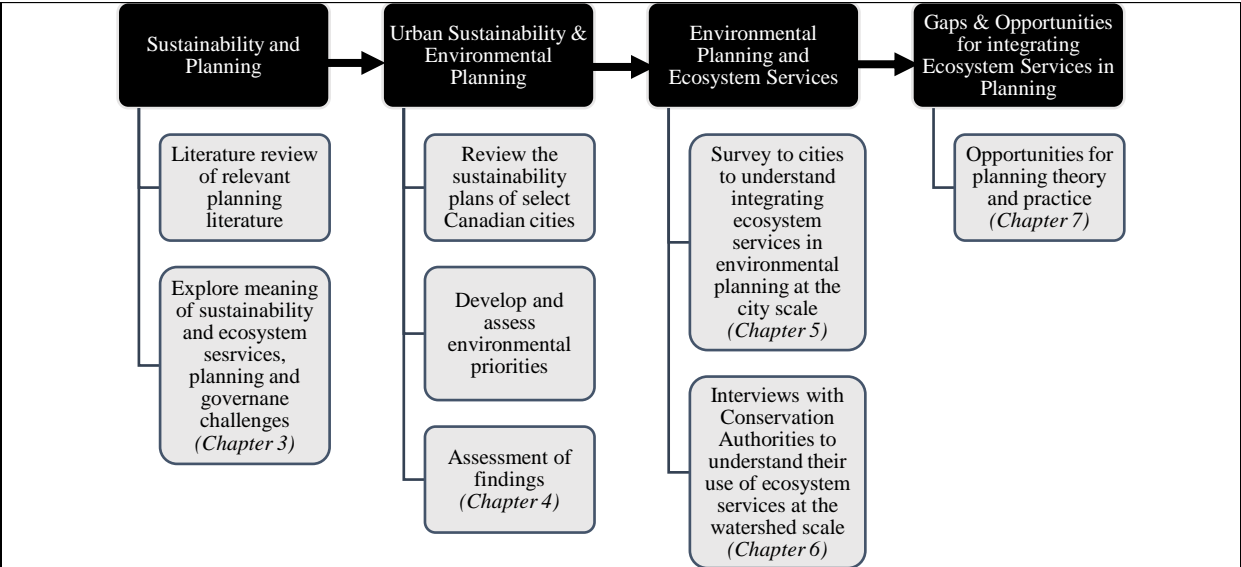 Sustainability and
Planning
Literature review
of relevant
planning
literature
Explore meaning
of sustainability
and ecosystem
sesrvices,
planning and
governane
challenges
(Chapter 3)
Urban Sustainability &
Environmental
Planning
Review the
sustainability
plans of select
Canadian cities
Develop and
assess
environmental
priorities
Assessment of
findings
(Chapter 4)
Environmental
Planning and
Ecosystem Services
Survey to cities
to understand
integrating
ecosystem
services in
environmental
planning at the
city scale
(Chapter 5)
Interviews with
Conservation
Authorities to
understand their
use of ecosystem
services at the
watershed scale
(Chapter 6)
Gaps & Opportunities
for integrating
Ecosystem Services in
Planning
Opportunities for
planning theory
and practice
(Chapter 7)